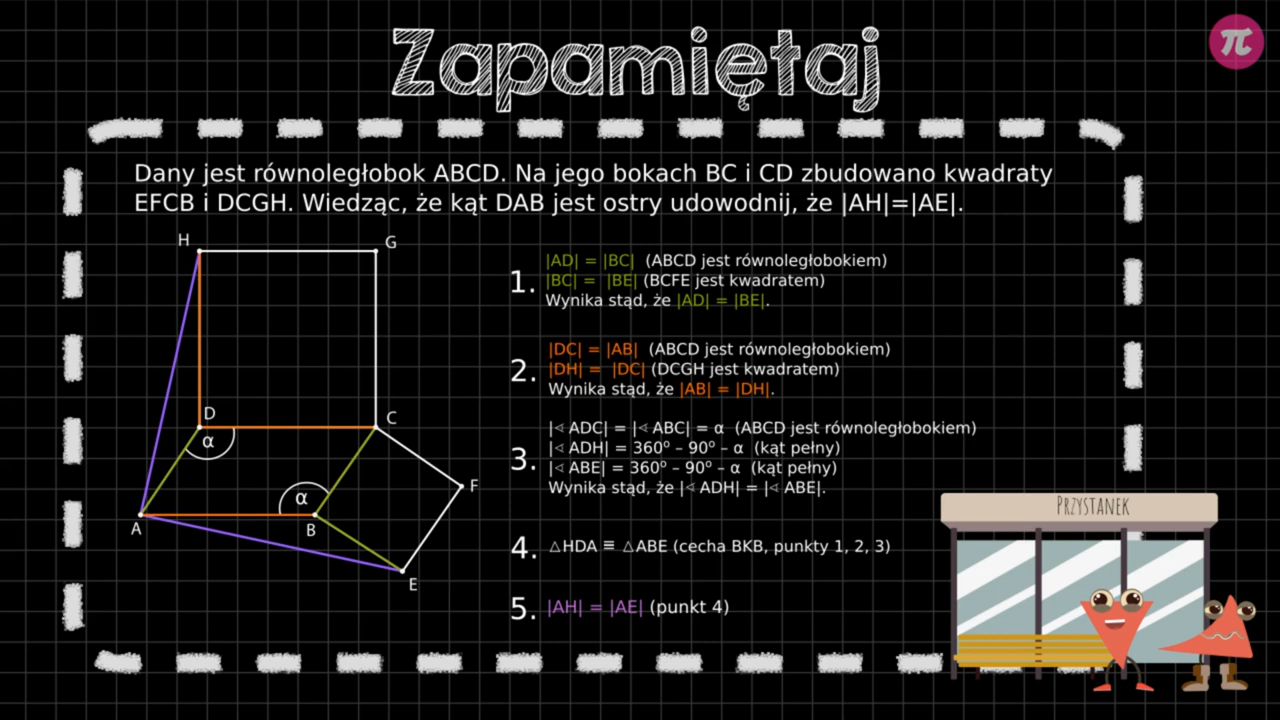 Zapamiętaj
π
Dany jest równoległobok ABCD. Na jego bokach BC i CD zbudowano kwadraty
EFCB i DCGH. Wiedząc, że kąt DAB jest ostry udowodnij, że |AH|=|AE|.
H
G
D
C
α
α
F
A
B
E
1.
|AD| = |BC| (ABCD jest równoległobokiem)
|BC| = |BE| (BCFE jest kwadratem)
Wynika stąd, że |AD| = |BE|.
2.
|DC| = |AB| (ABCD jest równoległobokiem)
|DH| = |DC| (DCGH jest kwadratem)
Wynika stąd, że |AB| = |DH|.
3.
|∢ ADC| = |∢ ABC| = α (ABCD jest równoległobokiem)
|∢ ADH| = 360º – 90º – α (kąt pełny)
|∢ ABE| = 360º – 90º – α (kąt pełny)
Wynika stąd, że |∢ ADH| = |∢ ABE|.
4. △HDA ≡ △ABE (cecha BKB, punkty 1, 2, 3)
5. |AH| = |AE| (punkt 4)
PRZYSTANEK